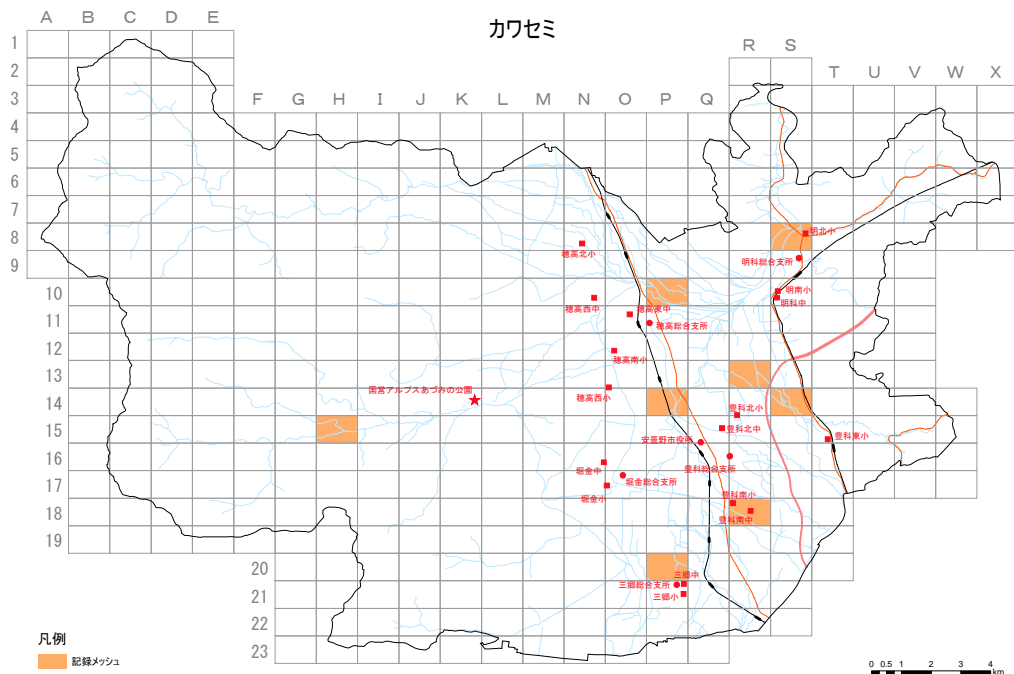 カワセミ
A B C D E
R S
T U V W X
F G H I J K L M N O P Q
1
2
3
4
5
6
7
8
9
10
11
12
13
14
15
16
17
18
19
20
21
22
23
明北小
穂高北小
明科総合支所
明南小
穂高西中
明科中
穂高東中
穂高総合支所
穂高南小
国営アルプスあづみの公園
穂高西小
豊科北小
豊科北中
安曇野市役所
豊科東小
堀金中
豊科総合支所
堀金総合支所
堀金小
豊科南小
豊科南中
三郷中
三郷総合支所
三郷小
凡例
記録メッシュ
0 0.5 1 2 3 4
km